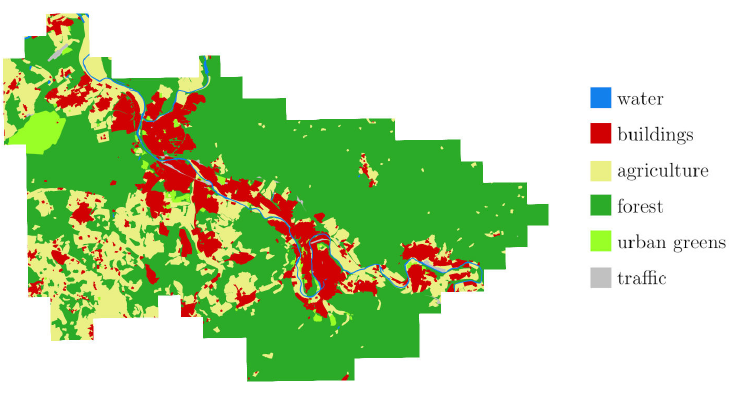 water
buildings
agriculture
forest
urban greens
traffic